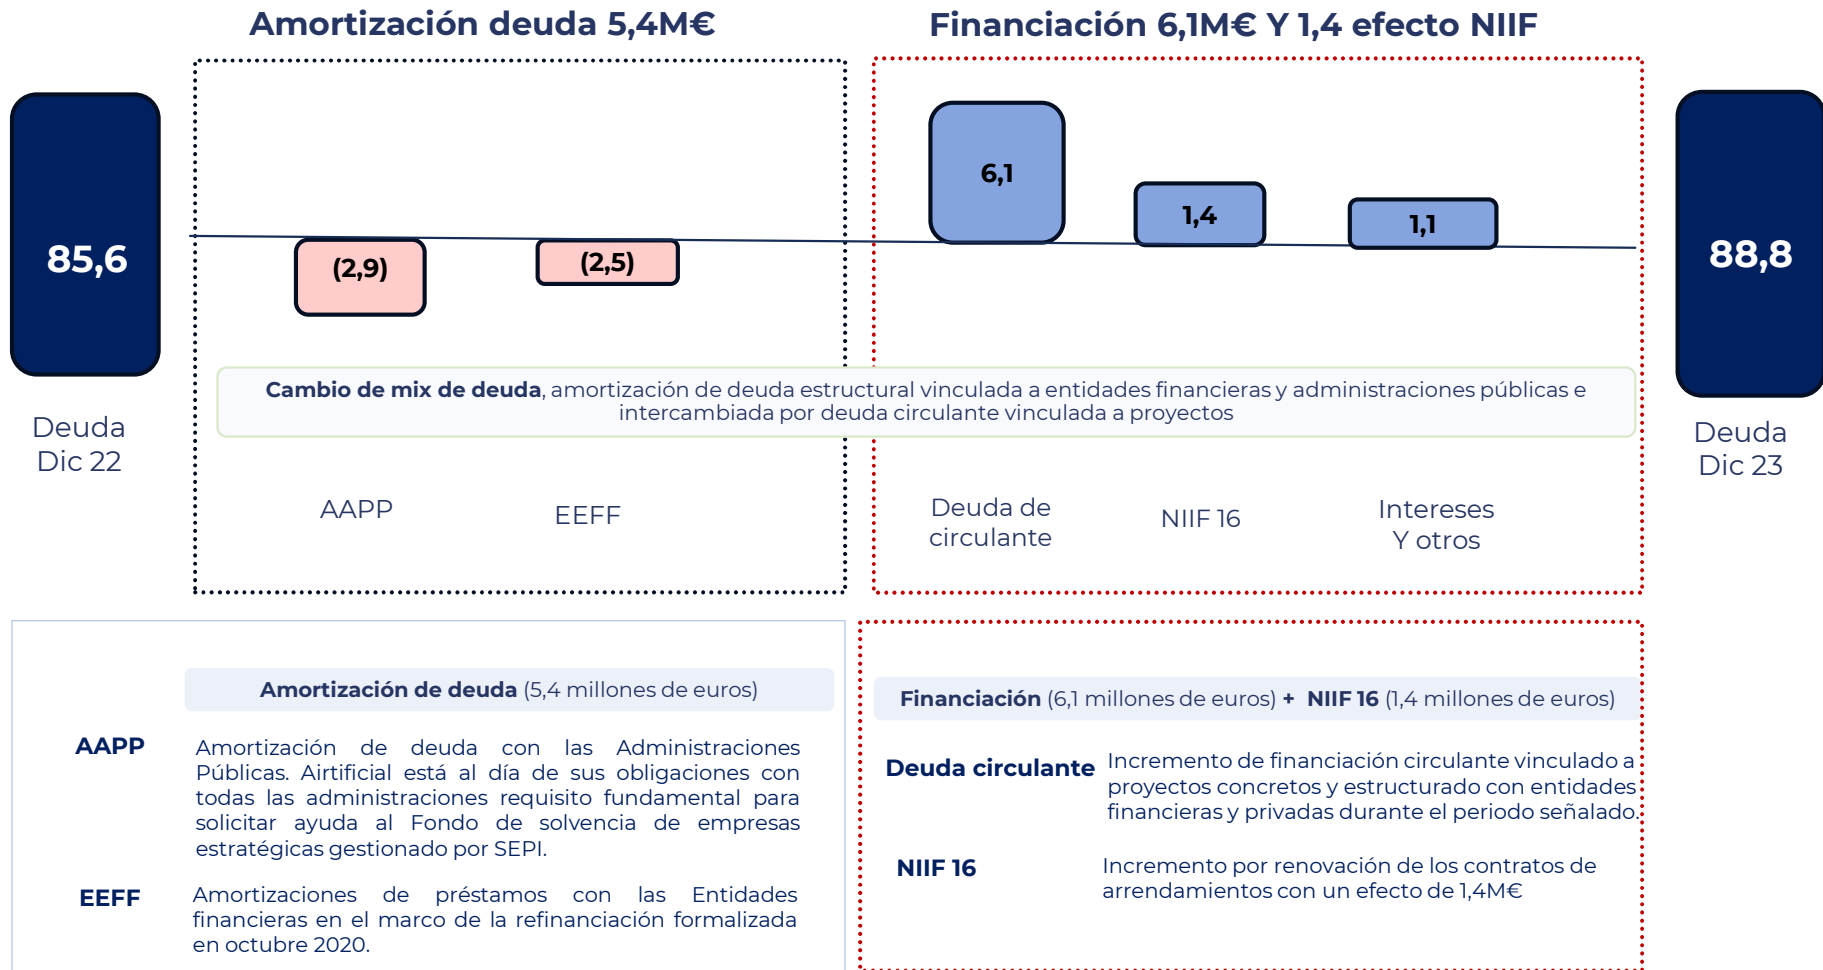 Amortización deuda 5,4M€
Financiación 6,1M€ Y 1,4 efecto NIIF
85,6
(2,9)
(2,5)
6,1
1,4
1,1
88,8
Cambio de mix de deuda, amortización de deuda estructural vinculada a entidades financieras y administraciones públicas e
intercambiada por deuda circulante vinculada a proyectos
Deuda
Dic 22
AAPP
EEFF
Deuda de
circulante
NIIF 16
Intereses
Y otros
Deuda
Dic 23
Amortización de deuda (5,4 millones de euros)
AAPP
Amortización de deuda con las Administraciones
Públicas. Airtificial está al día de sus obligaciones con
todas las administraciones requisito fundamental para
solicitar ayuda al Fondo de solvencia de empresas
estratégicas gestionado por SEPI.
EEFF
Amortizaciones de préstamos con las Entidades
financieras en el marco de la refinanciación formalizada
en octubre 2020.
Financiación (6,1 millones de euros) + NIIF 16 (1,4 millones de euros)
Deuda circulante
Incremento de financiación circulante vinculado a
proyectos concretos y estructurado con entidades
financieras y privadas durante el periodo señalado.
NIIF 16
Incremento por renovación de los contratos de
arrendamientos con un efecto de 1,4M€